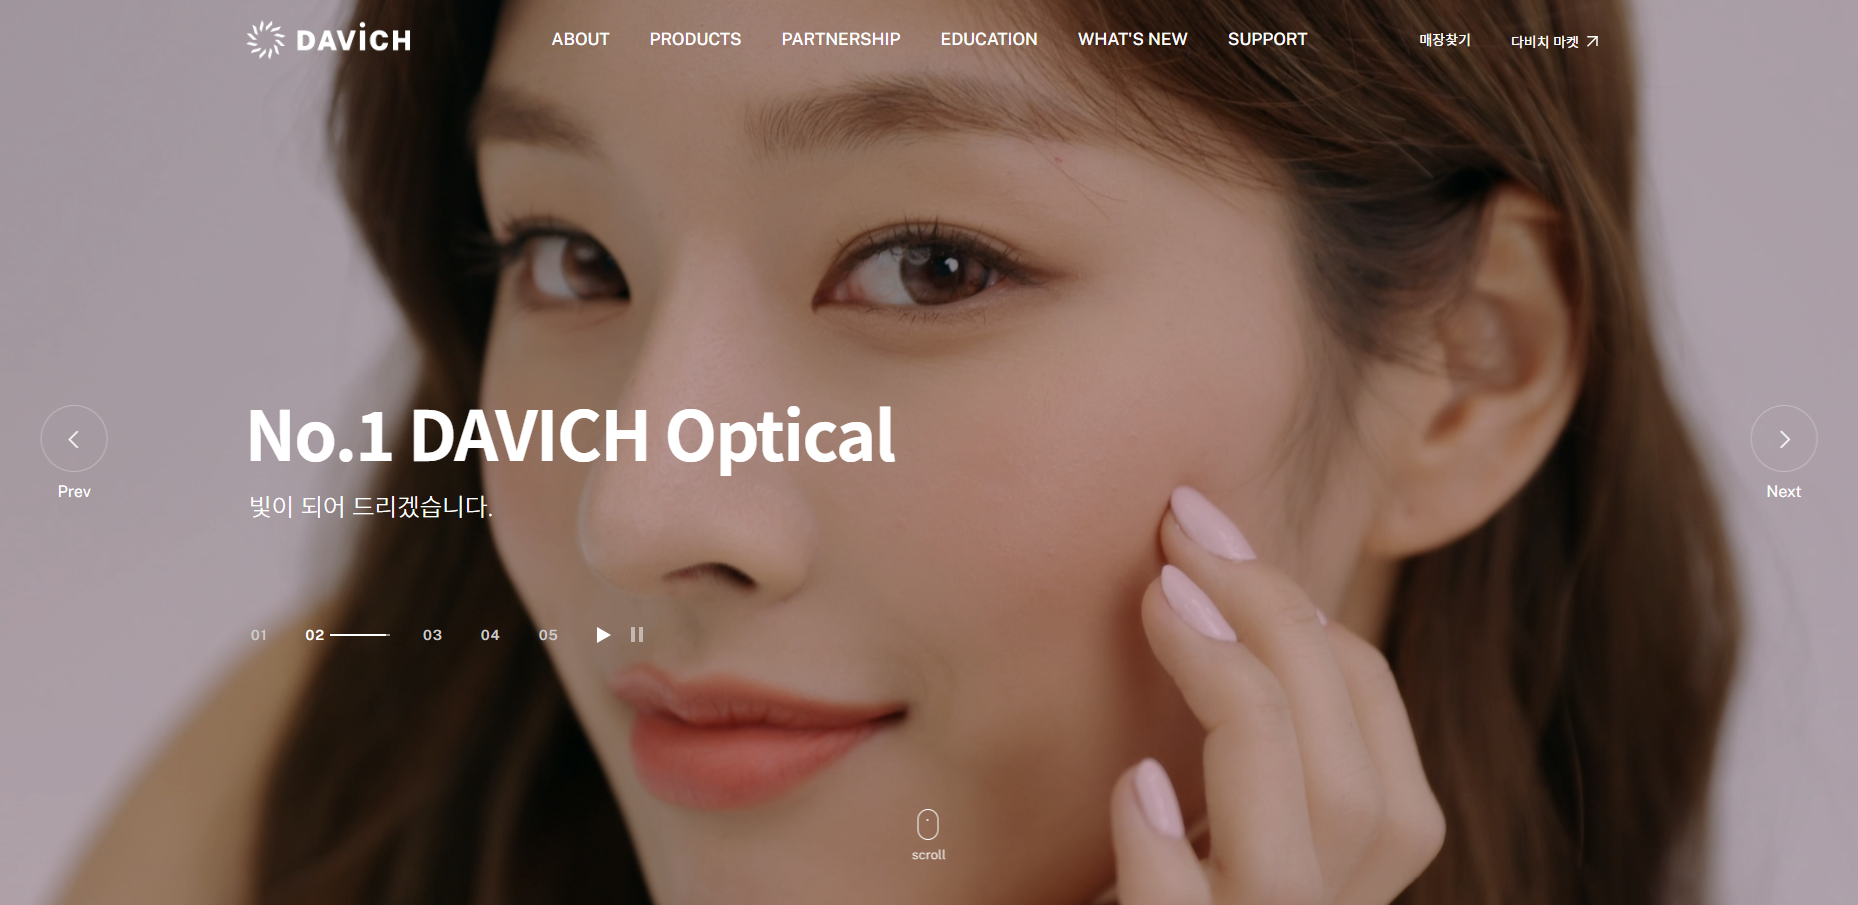 DAVICH
ABOUT PRODUCTS PARTNERSHIP EDUCATION WHAT'S NEW SUPPORT 매장찾기 다비치 마켓
No.1 DAVICH Optical
Prev
Next
빛이 되어 드리겠습니다.
01 02 03 04 05
scroll